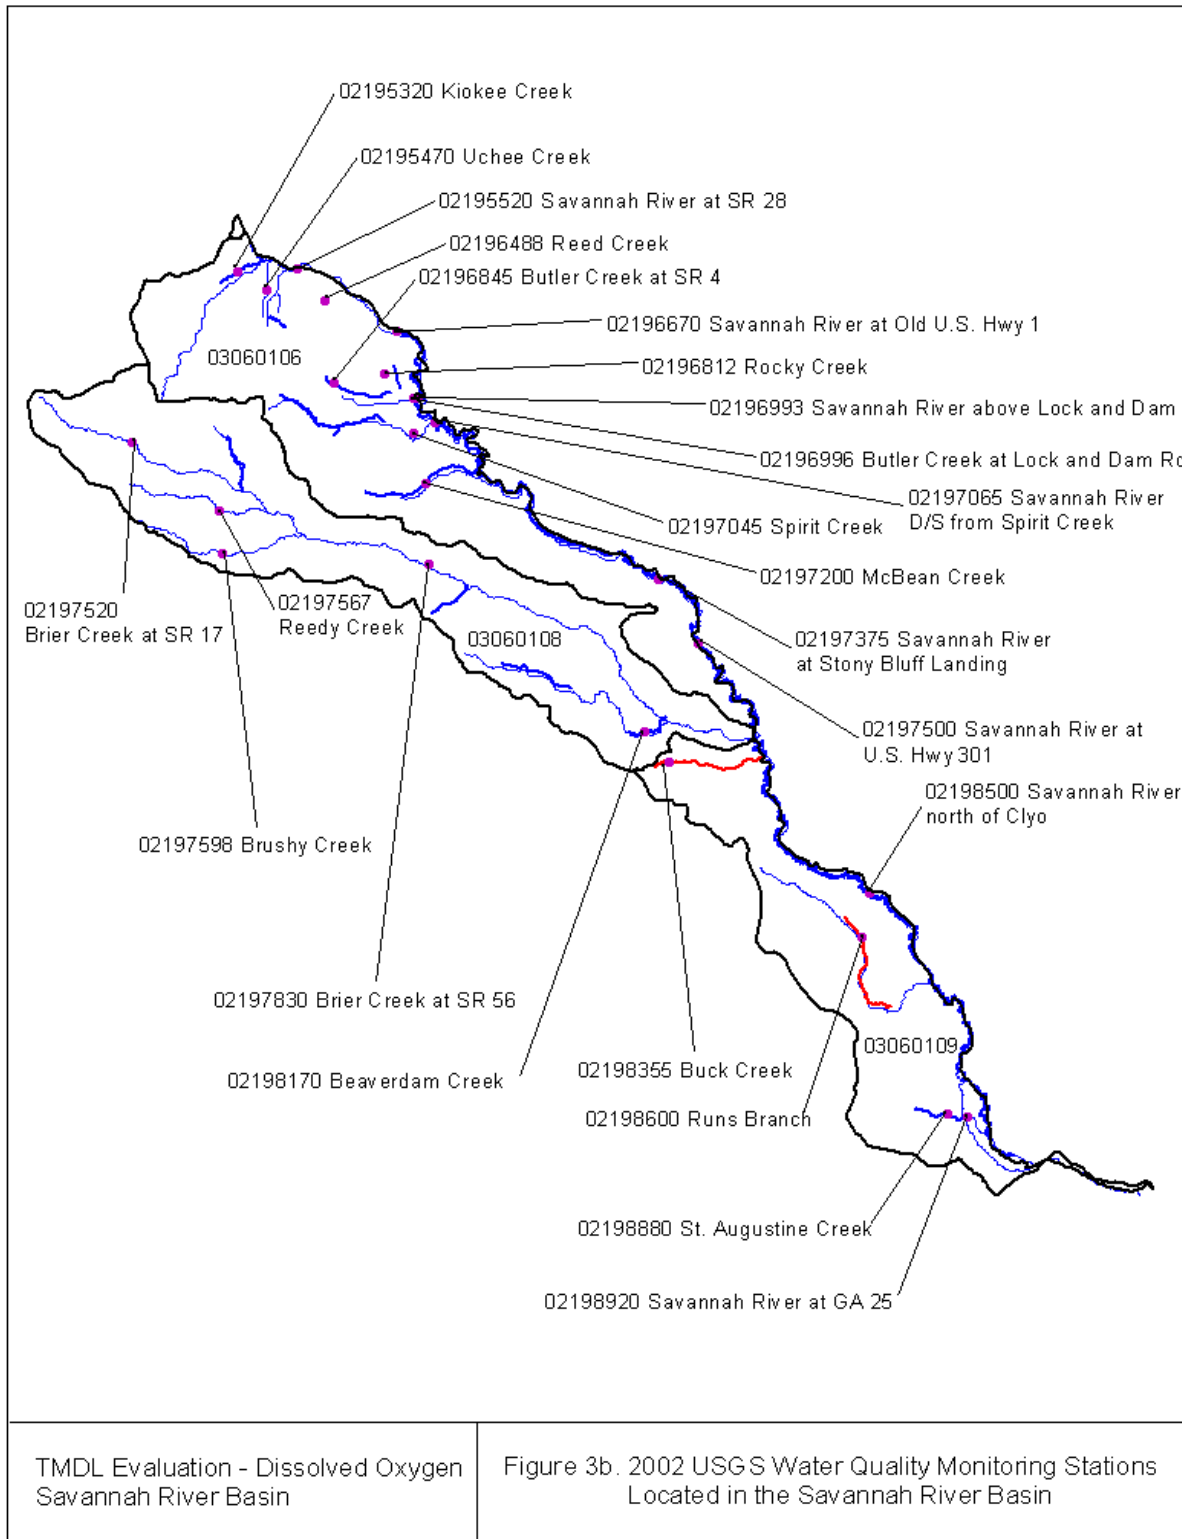 02195320 Kiokee Creek
02195470 Uchee Creek
02195520 Savannah River at SR 28
02196488 Reed Creek
02196845 Butler Creek at SR 4
02196670 Savannah River at Old U.S. Hwy 1
03060106
02196812 Rocky Creek
02196993 Savannah River above Lock and Dam
02196996 Butler Creek at Lock and Dam Ro
02197065 Savannah River
D/S from Spirit Creek
02197045 Spirit Creek
02197200 McBean Creek
02197520
Brier Creek at SR 17
02197567
Reedy Creek
03060108
02197375 Savannah River
at Stony Bluff Landing
02197500 Savannah River at
U.S. Hwy 301
02198500 Savannah River
north of Clyo
02197598 Brushy Creek
02197830 Brier Creek at SR 56
03060109
02198170 Beaverdam Creek
02198355 Buck Creek
02198600 Runs Branch
02198880 St. Augustine Creek
02198920 Savannah River at GA 25
TMDL Evaluation - Dissolved Oxygen
Savannah River Basin
Figure 3b. 2002 USGS Water Quality Monitoring Stations
Located in the Savannah River Basin